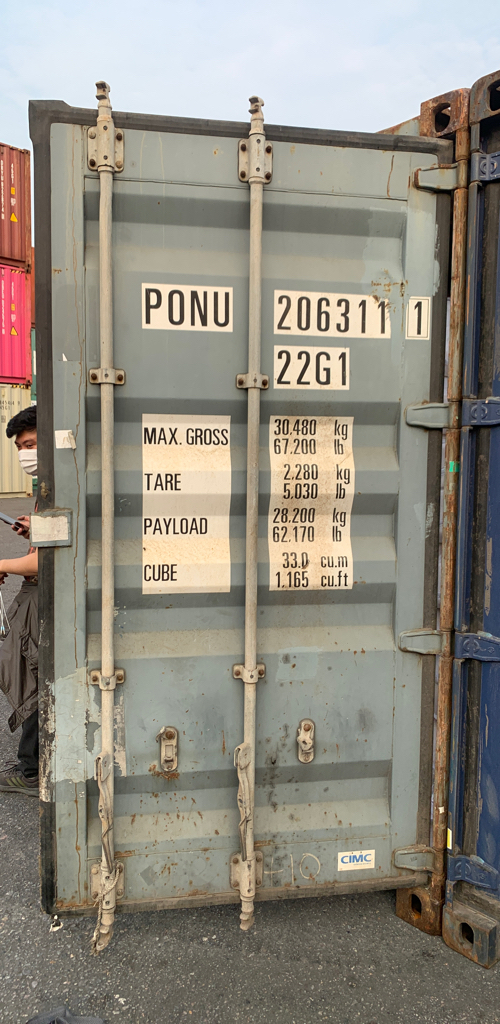 PONU 206311 1
22G1
MAX. GROSS 30.480 kg
67.200 lb
TARE 2.280 kg
5.030 lb
PAYLOAD 28.200 kg
62.170 lb
CUBE 33.0 cu.m
1.165 cu.ft
CIMC